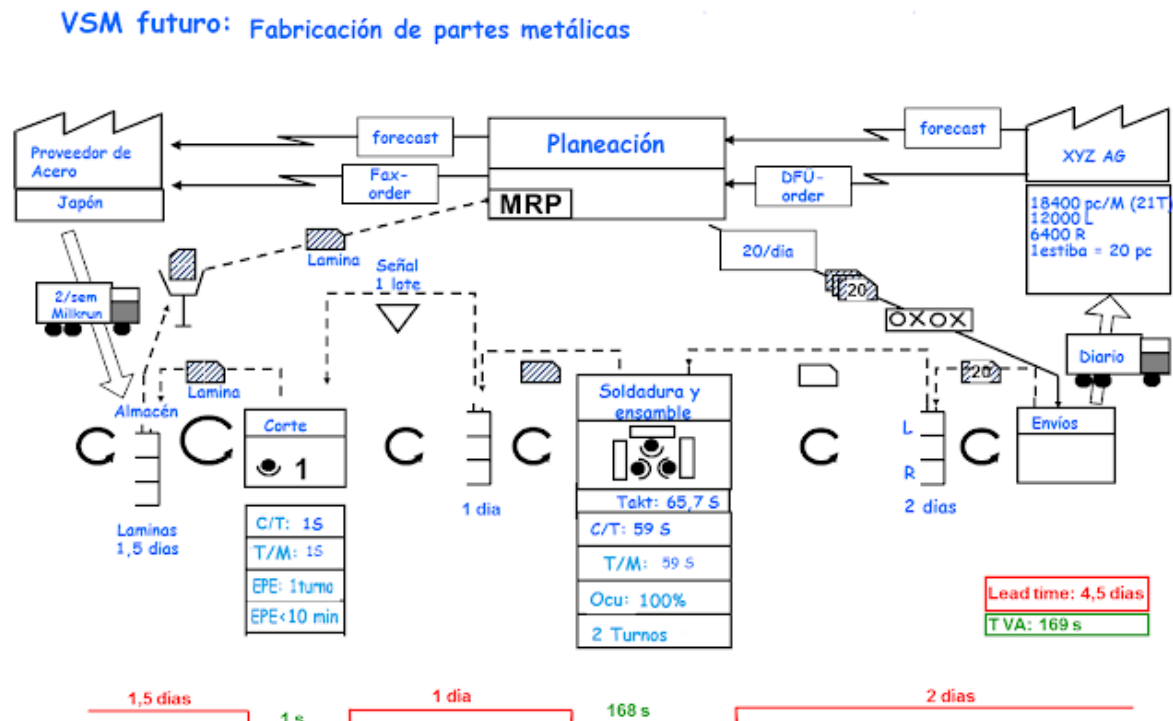 VSM futuro: Fabricación de partes metálicas
Proveedor de
Acero
Japón
forecast
Fax-
order
Planeación
MRP
forecast
DFÜ-
order
XYZ AG
18400 pc/M (21T)
12000 L
6400 R
1estiba = 20 pc
2/sem
Milkrun
Lamina
Señal
1 lote
20/dia
20
OXOX
Diario
Almacén
Lamina
Corte
1
Soldadura y
ensamble
20
L
R
Envíos
Laminas
1,5 dias
1 dia
2 dias
C/T: 1S
T/M: 1S
EPE: 1turno
EPE<10 min
Takt: 65,7 S
C/T: 59 S
T/M: 59 S
Ocu: 100%
2 Turnos
Lead time: 4,5 dias
T VA: 169 s
1,5 dias
1 s
1 dia
168 s
2 dias